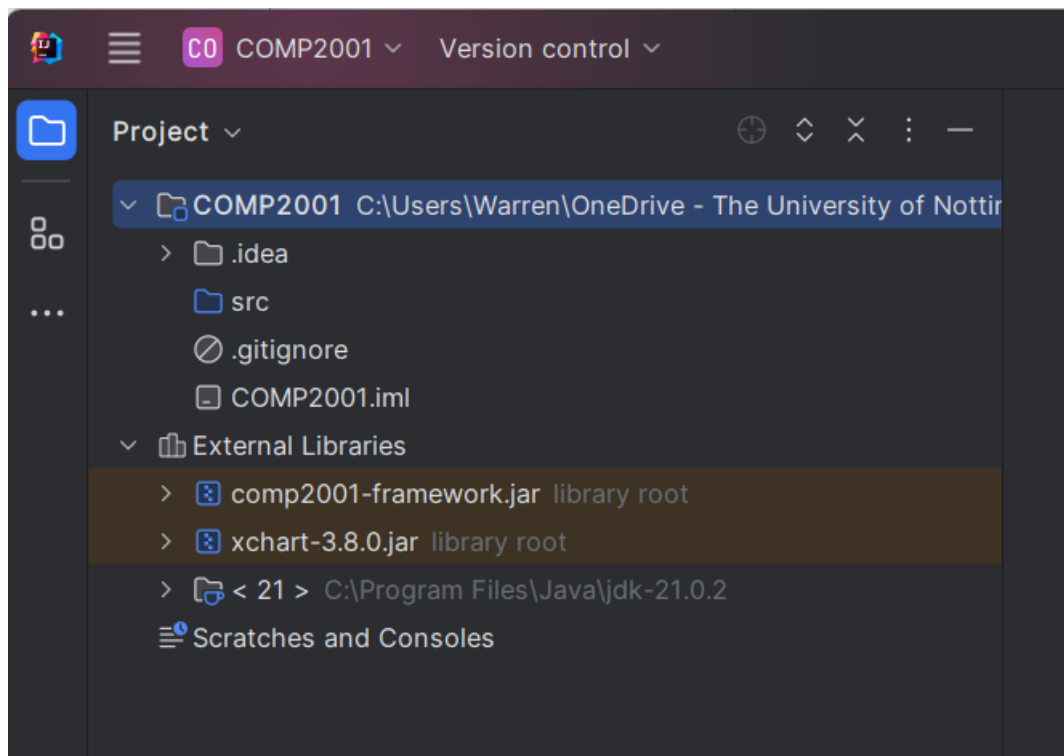 CO COMP2001 Version control
Project
COMP2001 C:\Users\Warren\OneDrive - The University of Nottin
.idea
src
.gitignore
COMP2001.iml
External Libraries
comp2001-framework.jar library root
xchart-3.8.0.jar library root
< 21 > C:\Program Files\Java\jdk-21.0.2
Scratches and Consoles